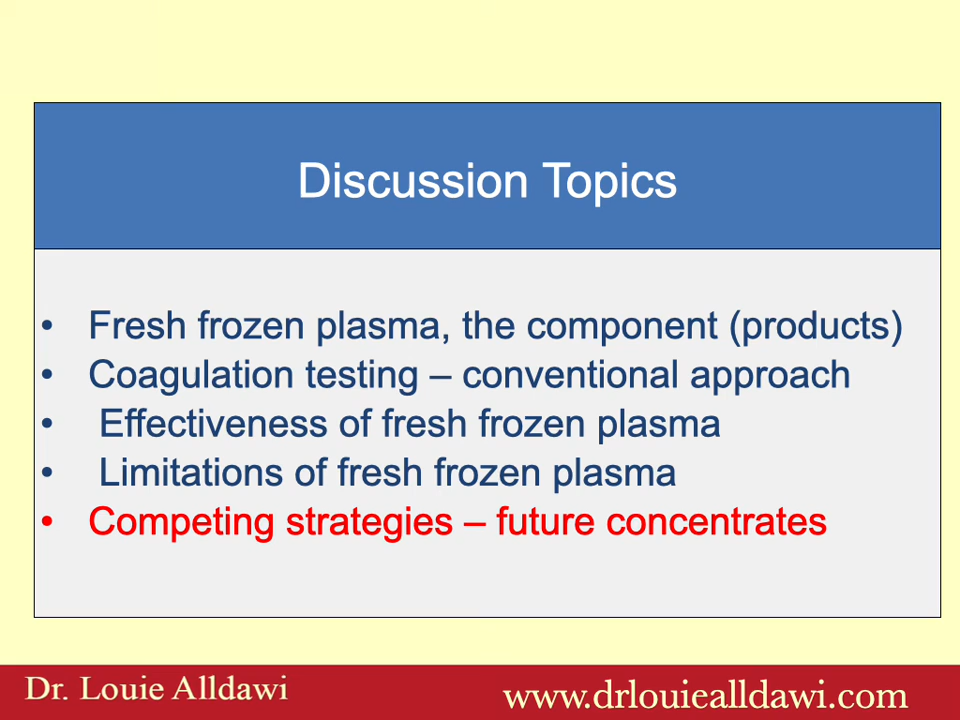 Discussion Topics
• Fresh frozen plasma, the component (products)
• Coagulation testing – conventional approach
• Effectiveness of fresh frozen plasma
• Limitations of fresh frozen plasma
• Competing strategies – future concentrates
Dr. Louie Alldawi
www.drlouiealldawi.com